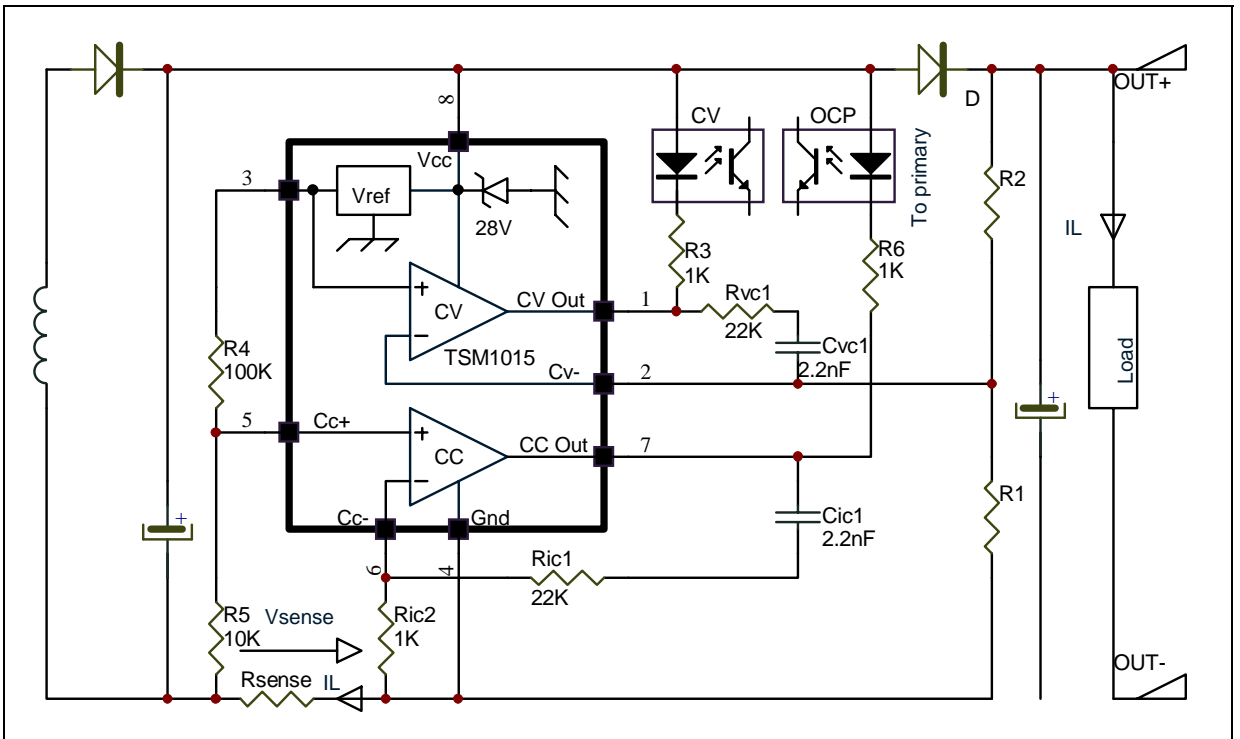 D
OUT+
8
CV
OCP
To primary
Vcc
3
Vref
28V
R2
IL
R3
1K
R6
1K
+
CV
−
CV Out
1
Rvc1
22K
TSM1015
R4
100K
Cvc1
2.2nF
Load
Cv-
2
+
5
Cc+
+
CC
−
CC Out
7
R1
+
Cc-
Gnd
Cic1
2.2nF
6
4
Ric1
22K
R5
10K
Vsense
Ric2
1K
Rsense
IL
OUT-